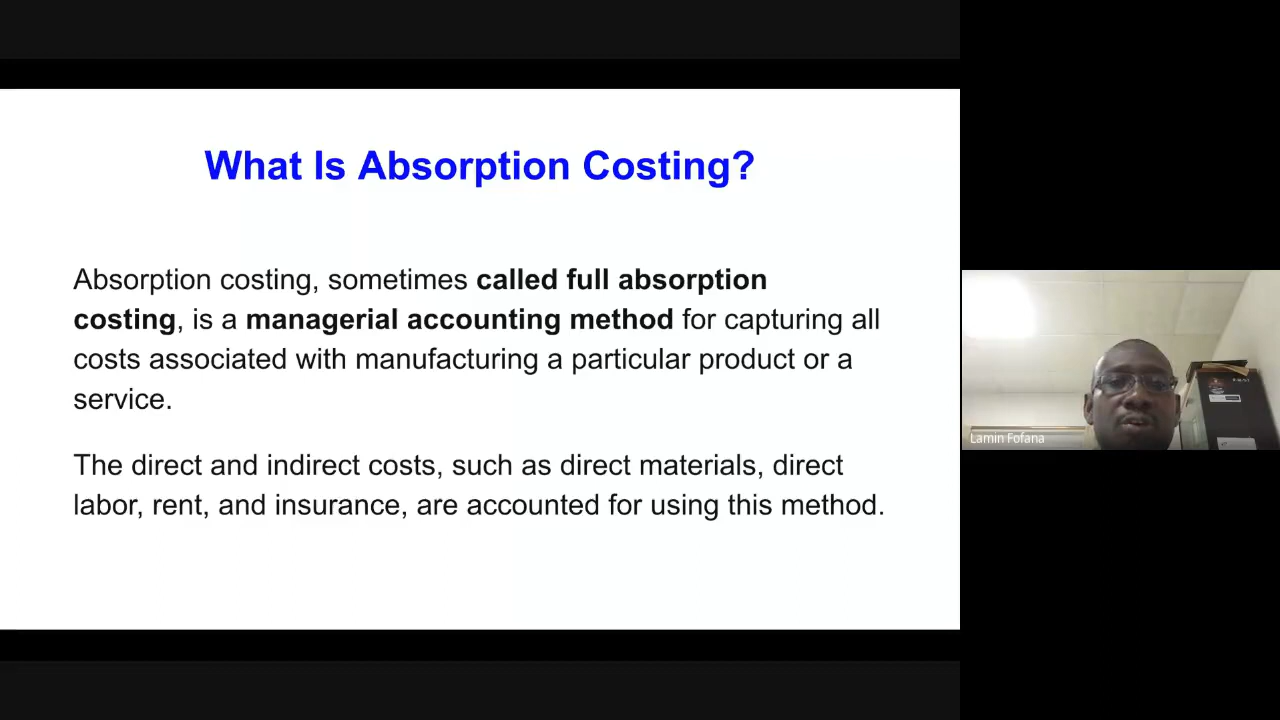 What Is Absorption Costing?
Absorption costing, sometimes called full absorption
costing, is a managerial accounting method for capturing all
costs associated with manufacturing a particular product or a
service.
The direct and indirect costs, such as direct materials, direct
labor, rent, and insurance, are accounted for using this method.
Lamin Fofana